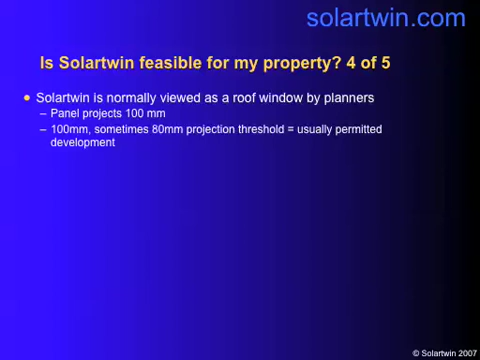 solartwin.com
Is Solartwin feasible for my property? 4 of 5
• Solartwin is normally viewed as a roof window by planners
– Panel projects 100 mm
– 100mm, sometimes 80mm projection threshold = usually permitted
development
© Solartwin 2007